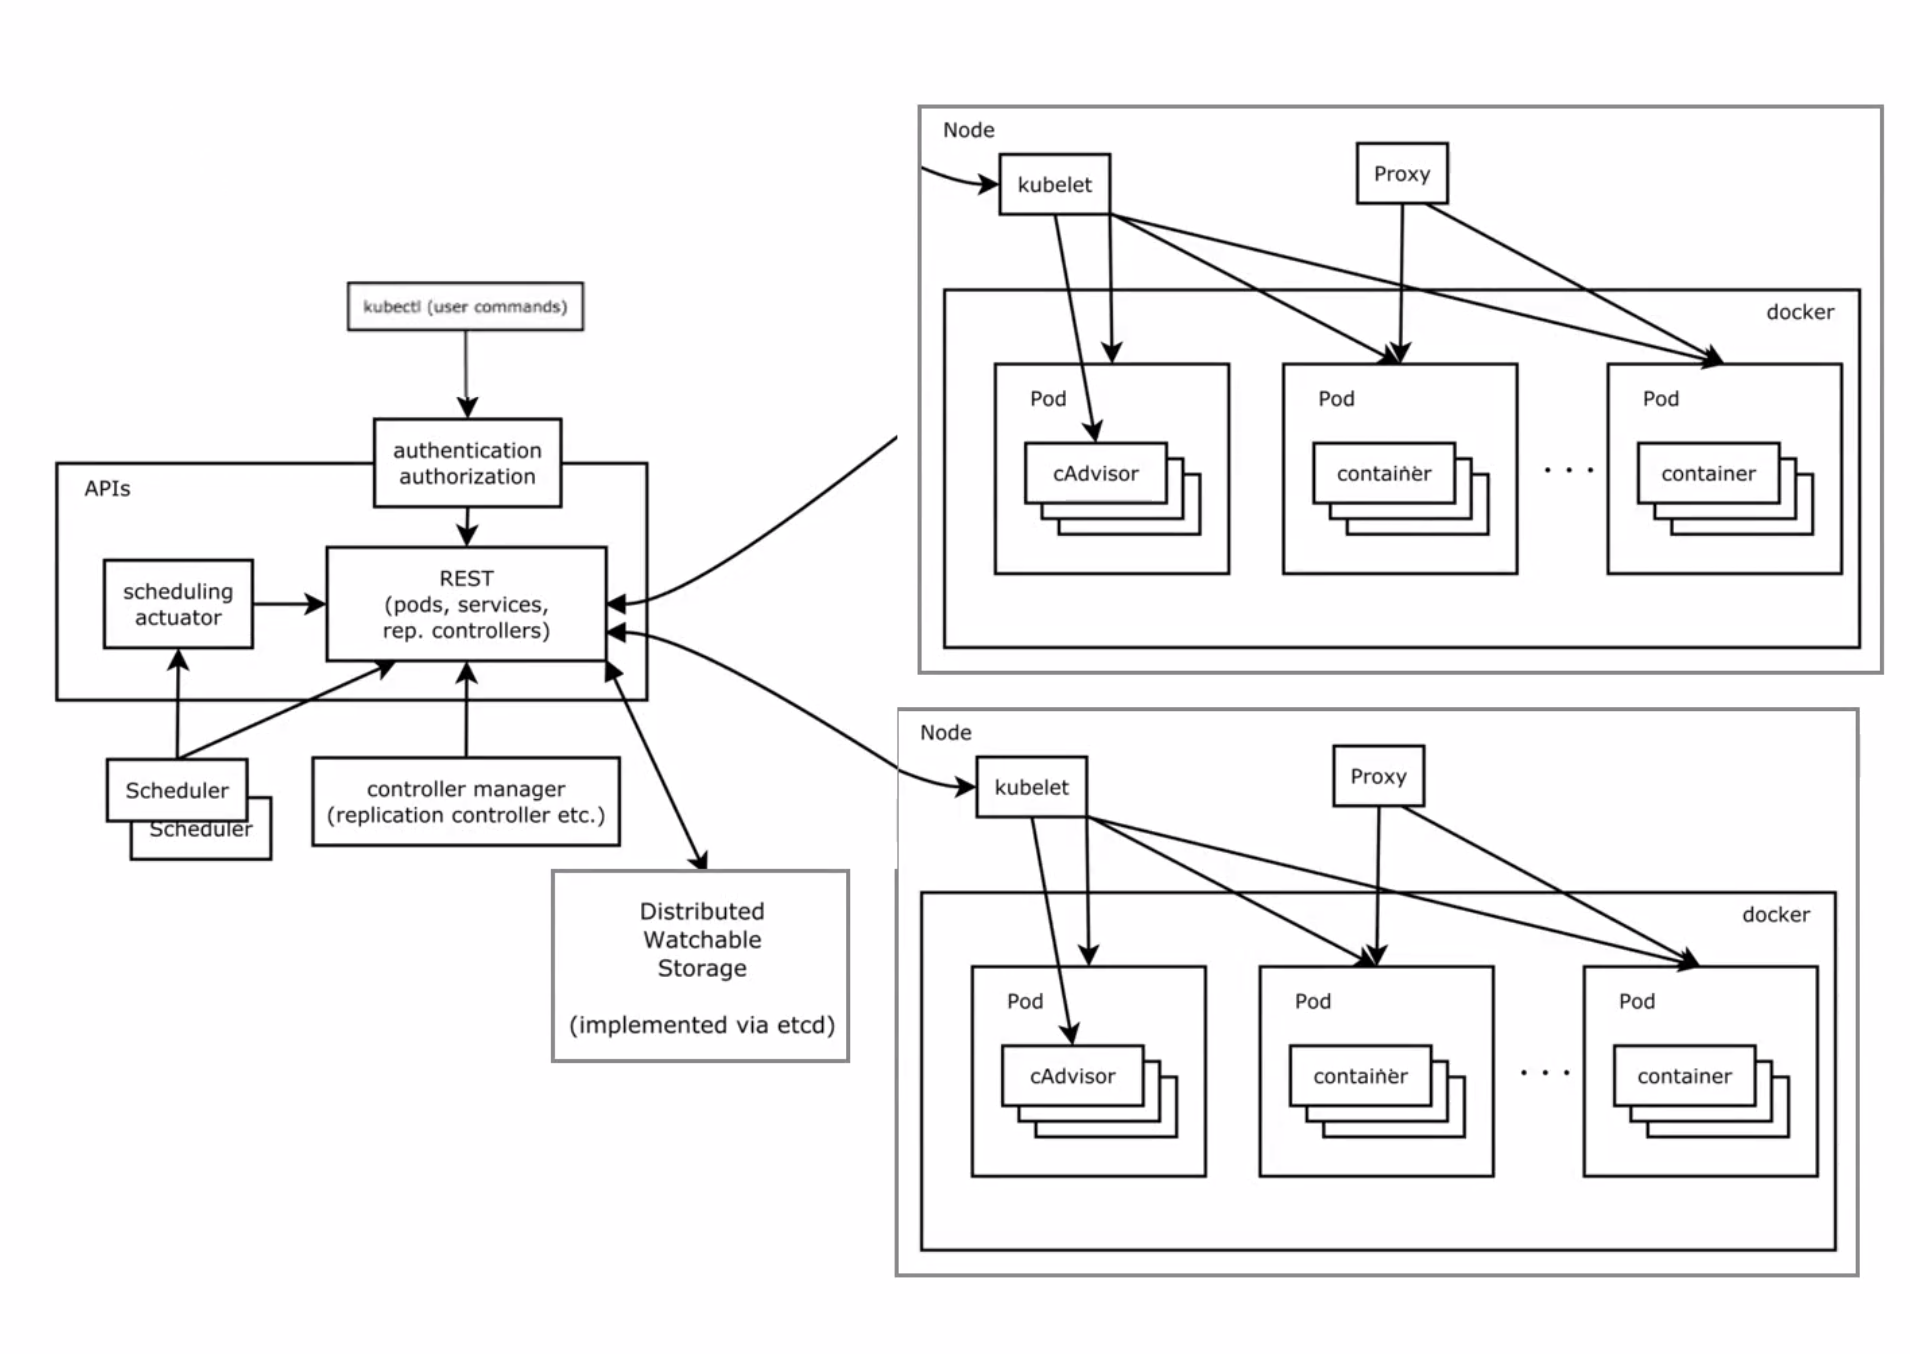 kubectl (user commands)
authentication
authorization
APIs
scheduling
actuator
REST
(pods, services,
rep. controllers)
Scheduler
Scheduler
controller manager
(replication controller etc.)
Distributed
Watchable
Storage
(implemented via etcd)
Node
kubelet
Proxy
docker
Pod
Pod
Pod
cAdvisor
container
. . .
container
Node
kubelet
Proxy
docker
Pod
Pod
Pod
cAdvisor
container
. . .
container